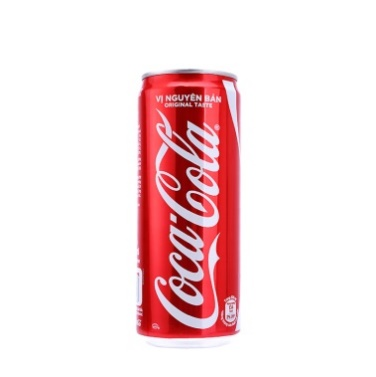 VỊ NGUYÊN BẢN
ORIGINAL TASTE
Coca-Cola